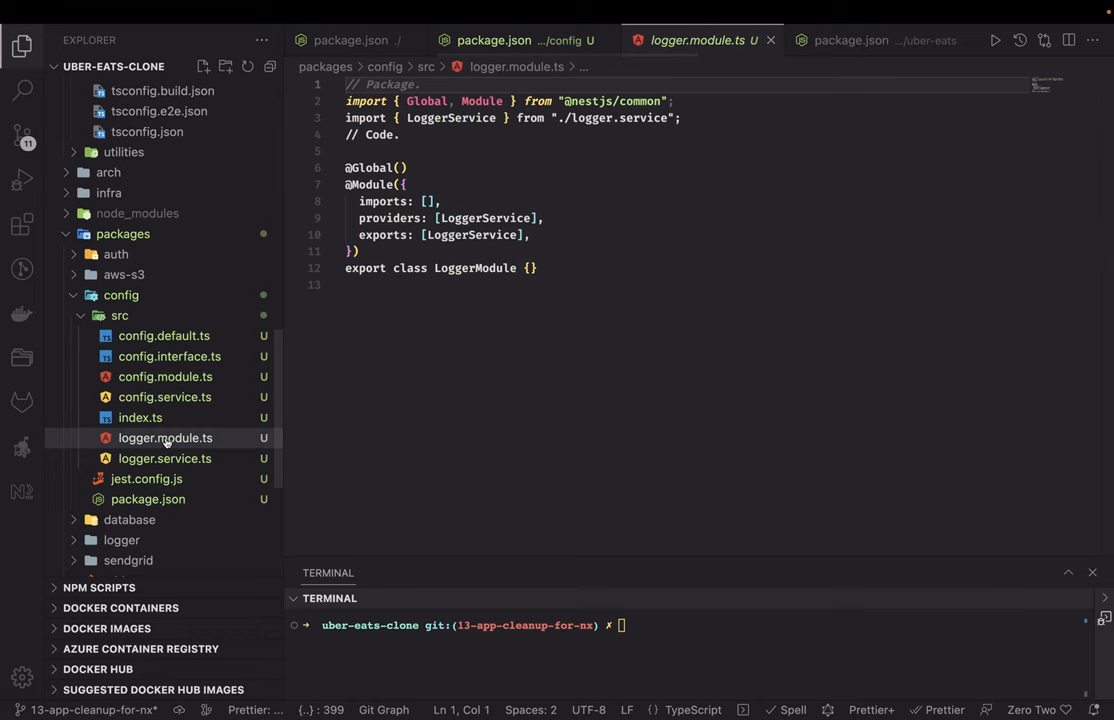 EXPLORER
UBER-EATS-CLONE
tsconfig.build.json
tsconfig.e2e.json
tsconfig.json
utilities
arch
infra
node_modules
packages
auth
aws-s3
config
src
config.default.ts U
config.interface.ts U
config.module.ts U
config.service.ts U
index.ts U
logger.module.ts U
logger.service.ts U
jest.config.js U
package.json U
database
logger
sendgrid
NPM SCRIPTS
DOCKER CONTAINERS
DOCKER IMAGES
AZURE CONTAINER REGISTRY
DOCKER HUB
SUGGESTED DOCKER HUB IMAGES
11
package.json / package.json .../config U logger.module.ts U package.json .../uber-eats
packages > config > src > logger.module.ts > ...
1 // Package.
2 import { Global, Module } from "@nestjs/common";
3 import { LoggerService } from "./logger.service";
4 // Code.
5
6 @Global()
7 @Module({
8 imports: [],
9 providers: [LoggerService],
10 exports: [LoggerService],
11 })
12 export class LoggerModule {}
13
TERMINAL
TERMINAL
uber-eats-clone git:(13-app-cleanup-for-nx) ✗
13-app-cleanup-for-nx* Git Graph Prettier: ... {..} : 399 Ln 1, Col 1 Spaces: 2 UTF-8 LF { } TypeScript Spell Prettier+ Prettier Zero Two